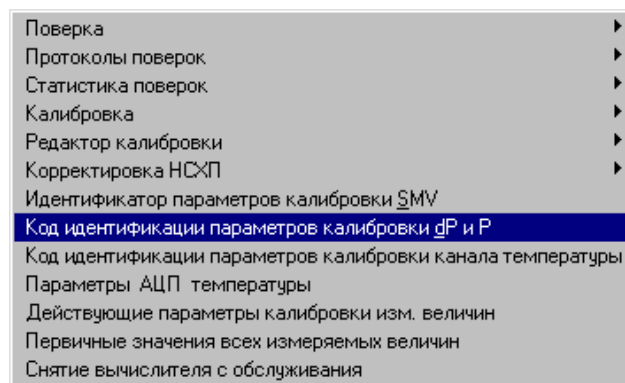 Поверка
Протоколы поверок
Статистика поверок
Калибровка
Редактор калибровки
Корректировка НСХП
Идентификатор параметров калибровки SMV
Код идентификации параметров калибровки dP и P
Код идентификации параметров калибровки канала температуры
Параметры АЦП температуры
Действующие параметры калибровки изм. величин
Первичные значения всех измеряемых величин
Снятие вычислителя с обслуживания